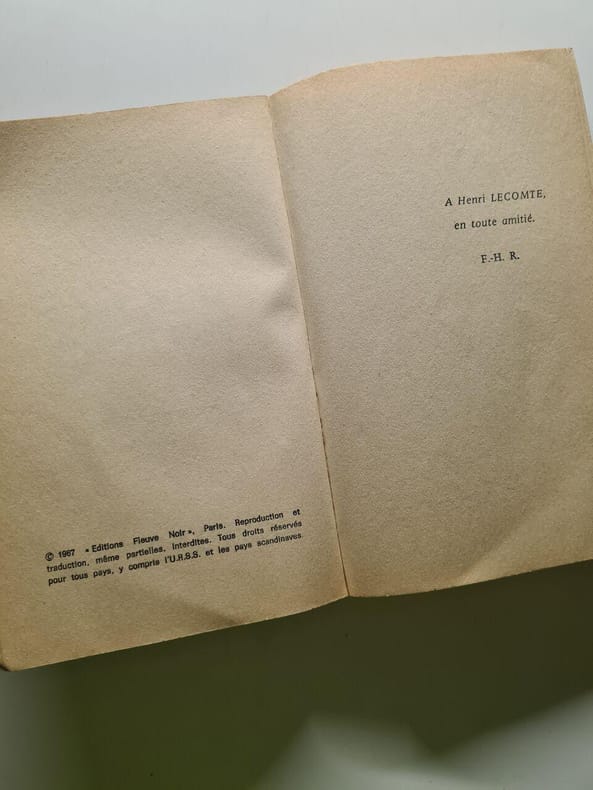 © 1967 « Editions Fleuve Noir », Paris. Reproduction et
traduction, même partielles, interdites. Tous droits réservés
pour tous pays, y compris l'U.R.S.S. et les pays scandinaves.
A Henri LECOMTE,
en toute amitié.
F.-H. R.